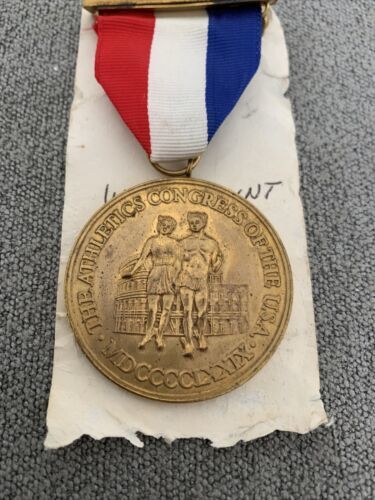 · THE ATHLETICS CONGRESS OF THE USA ·
MDCCCCLXXIX